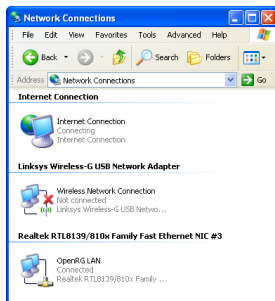 Network Connections
File Edit View Favorites Tools Advanced Help
Back Search Folders
Address Network Connections Go
Internet Connection
Internet Connection
Connecting
Internet Connection
Linksys Wireless-G USB Network Adapter
Wireless Network Connection
Not connected
Linksys Wireless-G USB Netwo...
Realtek RTL8139/810x Family Fast Ethernet NIC #3
OpenRG LAN
Connected
Realtek RTL8139/810x Family ...